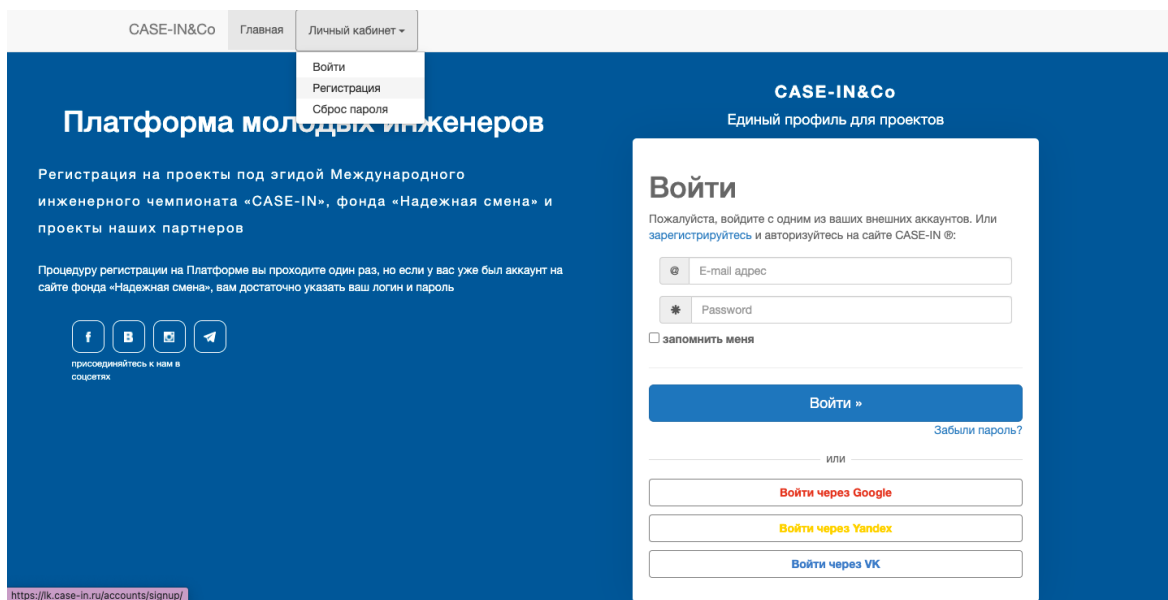 CASE-IN&Co
Главная
Личный кабинет
Войти
Регистрация
Сброс пароля
Платформа молодых инженеров
Регистрация на проекты под эгидой Международного
инженерного чемпионата «CASE-IN», фонда «Надежная смена» и
проекты наших партнеров
Процедуру регистрации на Платформе вы проходите один раз, но если у вас уже был аккаунт на
сайте фонда «Надежная смена», вам достаточно указать ваш логин и пароль
f
B
присоединяйтесь к нам в
соцсетях
CASE-IN&Co
Единый профиль для проектов
Войти
Пожалуйста, войдите с одним из ваших внешних аккаунтов. Или
зарегистрируйтесь и авторизуйтесь на сайте CASE-IN ®:
@ E-mail адрес
Password
запомнить меня
Войти »
Забыли пароль?
или
Войти через Google
Войти через Yandex
Войти через VK
https://lk.case-in.ru/accounts/signup/